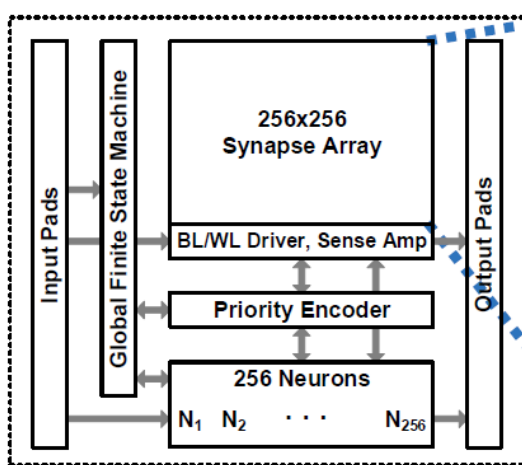 Input Pads
Global Finite State Machine
256x256
Synapse Array
BL/WL Driver, Sense Amp
Priority Encoder
256 Neurons
N1 N2 · · · N256
Output Pads